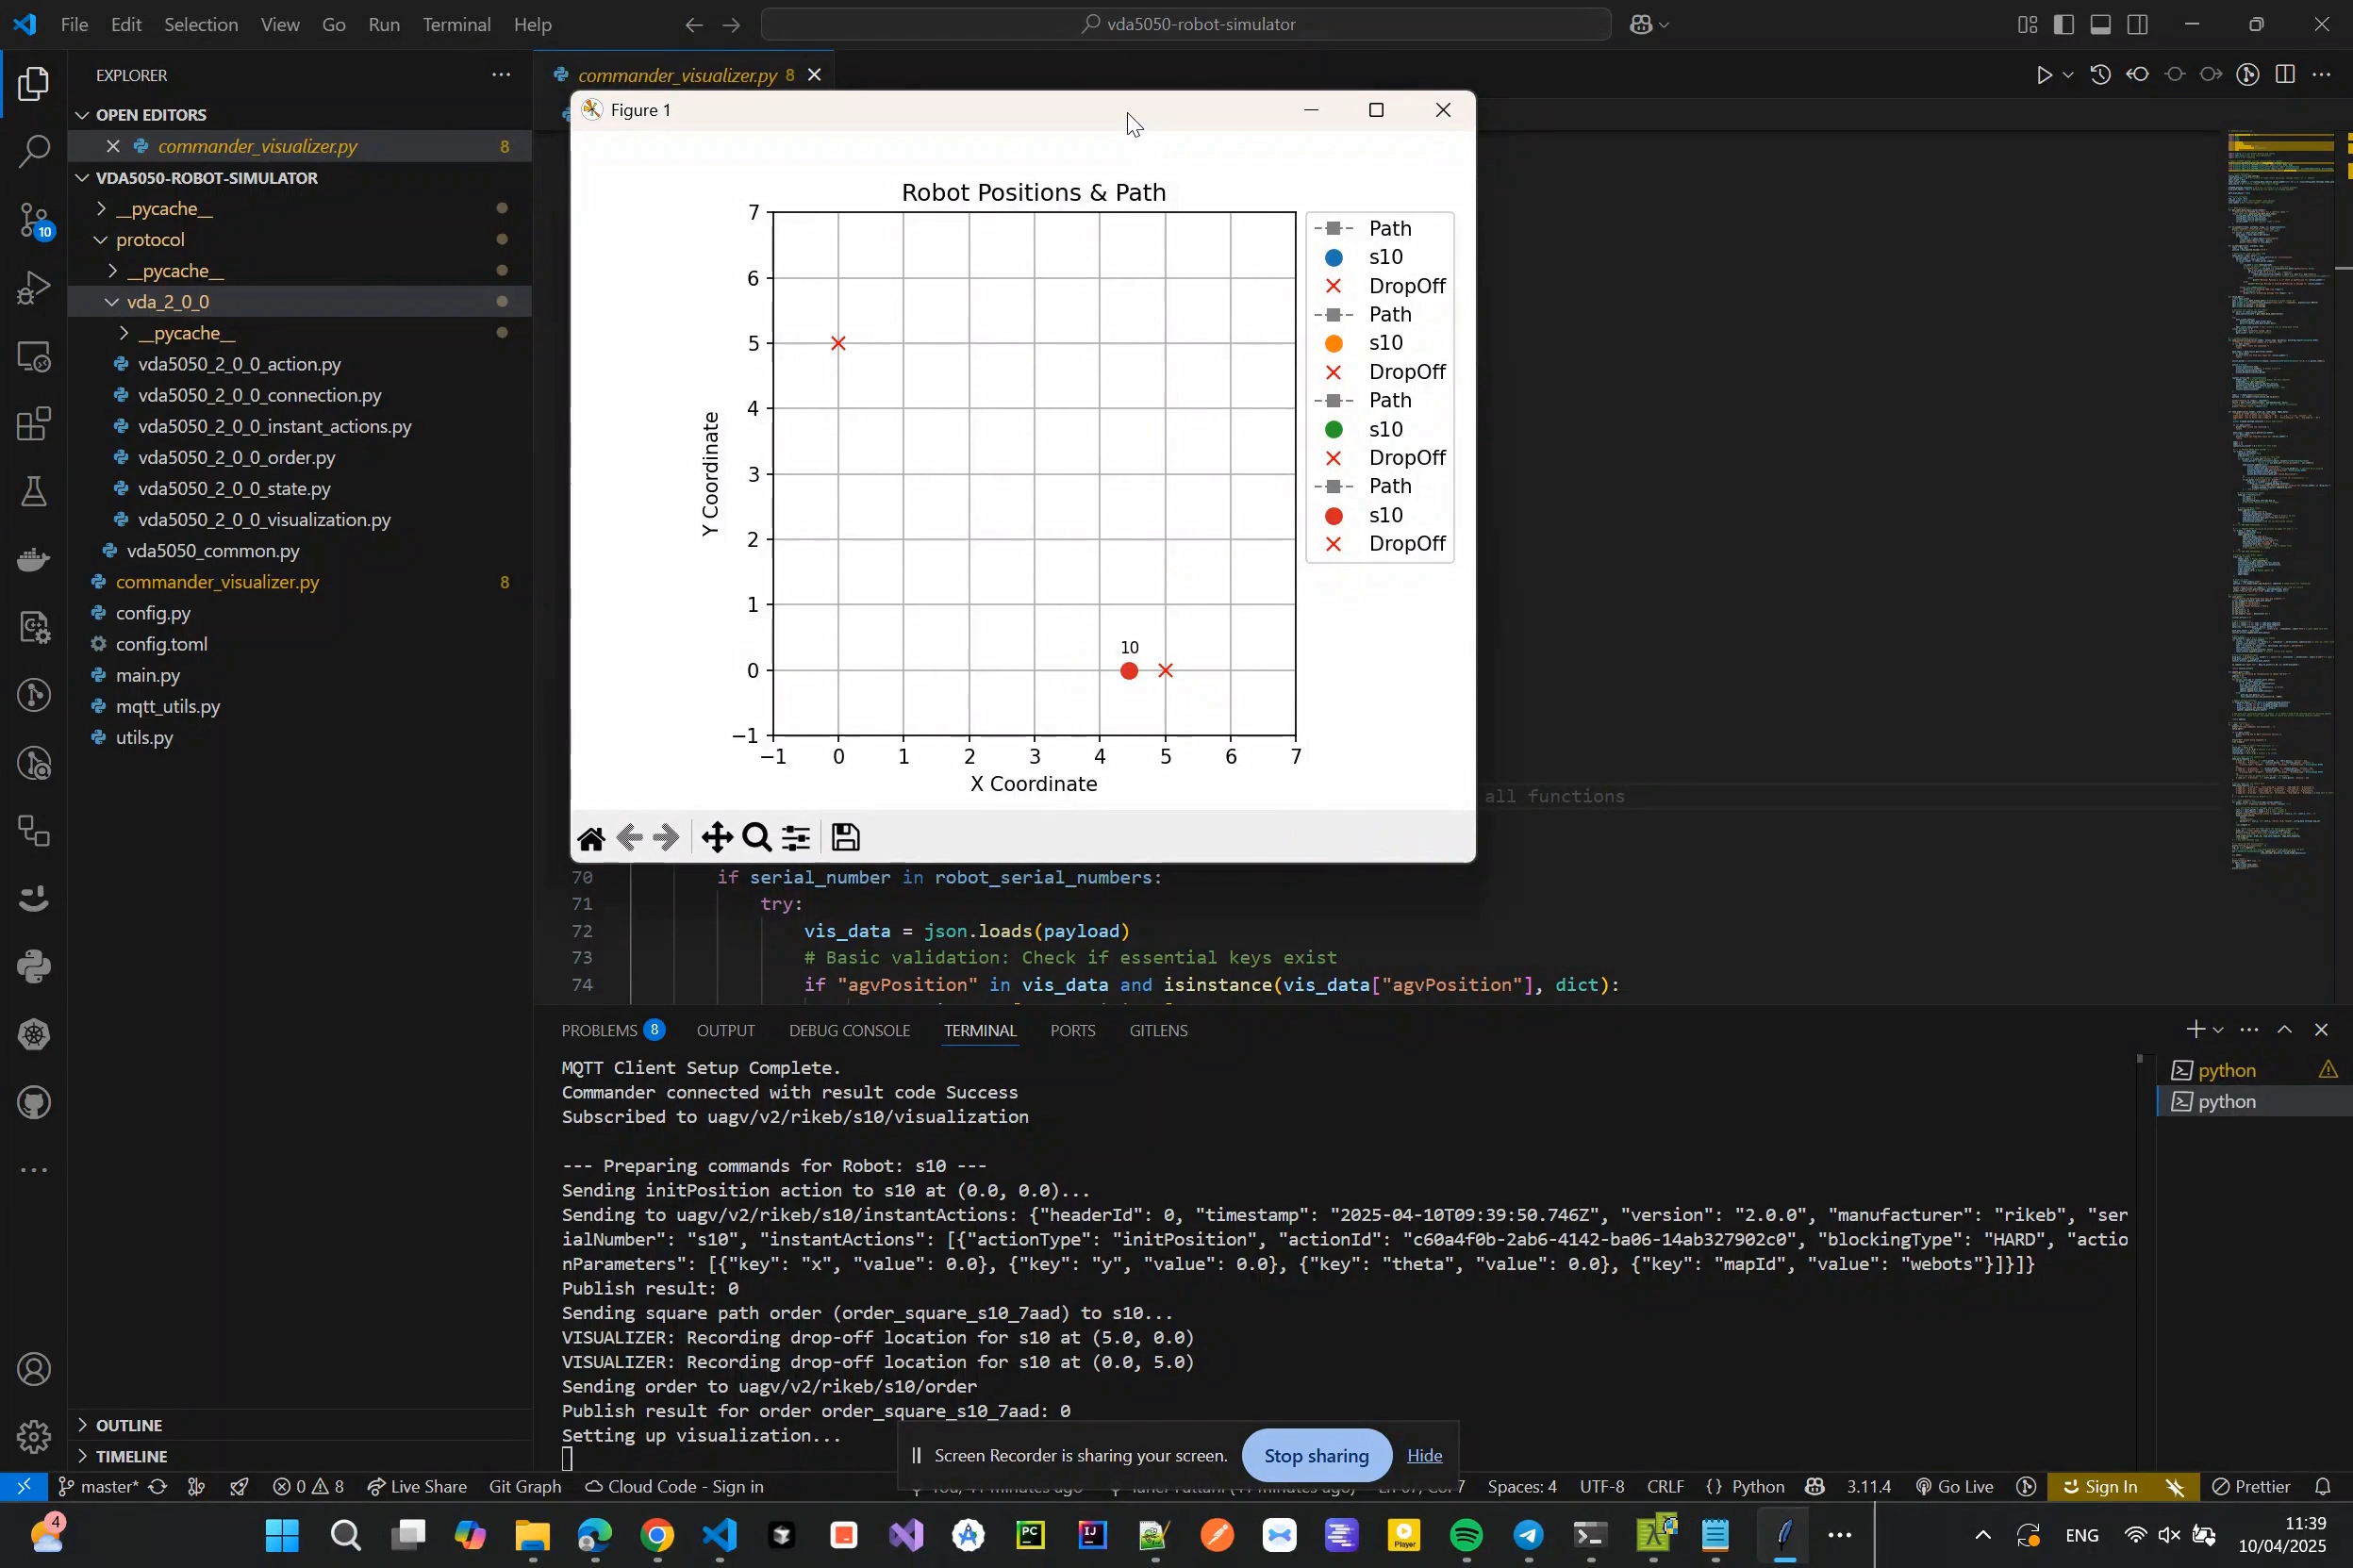 File Edit Selection View Go Run Terminal Help
vda5050-robot-simulator
EXPLORER
OPEN EDITORS
commander_visualizer.py 8
VDA5050-ROBOT-SIMULATOR
__pycache__
protocol
__pycache__
vda_2_0_0
__pycache__
vda5050_2_0_0_action.py
vda5050_2_0_0_connection.py
vda5050_2_0_0_instant_actions.py
vda5050_2_0_0_order.py
vda5050_2_0_0_state.py
vda5050_2_0_0_visualization.py
vda5050_common.py
commander_visualizer.py 8
config.py
config.toml
main.py
mqtt_utils.py
utils.py
OUTLINE
TIMELINE
10
commander_visualizer.py 8
Figure 1
Robot Positions & Path
Y Coordinate
7
6
5
4
3
2
1
0
−1
−1 0 1 2 3 4 5 6 7
X Coordinate
10
Path
s10
DropOff
Path
s10
DropOff
Path
s10
DropOff
Path
s10
DropOff
all functions
70 if serial_number in robot_serial_numbers:
71 try:
72 vis_data = json.loads(payload)
73 # Basic validation: Check if essential keys exist
74 if "agvPosition" in vis_data and isinstance(vis_data["agvPosition"], dict):
PROBLEMS 8 OUTPUT DEBUG CONSOLE TERMINAL PORTS GITLENS
MQTT Client Setup Complete.
Commander connected with result code Success
Subscribed to uagv/v2/rikeb/s10/visualization
--- Preparing commands for Robot: s10 ---
Sending initPosition action to s10 at (0.0, 0.0)...
Sending to uagv/v2/rikeb/s10/instantActions: {"headerId": 0, "timestamp": "2025-04-10T09:39:50.746Z", "version": "2.0.0", "manufacturer": "rikeb", "ser
ialNumber": "s10", "instantActions": [{"actionType": "initPosition", "actionId": "c60a4f0b-2ab6-4142-ba06-14ab327902c0", "blockingType": "HARD", "actio
nParameters": [{"key": "x", "value": 0.0}, {"key": "y", "value": 0.0}, {"key": "theta", "value": 0.0}, {"key": "mapId", "value": "webots"}]}]}
Publish result: 0
Sending square path order (order_square_s10_7aad) to s10...
VISUALIZER: Recording drop-off location for s10 at (5.0, 0.0)
VISUALIZER: Recording drop-off location for s10 at (0.0, 5.0)
Sending order to uagv/v2/rikeb/s10/order
Publish result for order order_square_s10_7aad: 0
Setting up visualization...
python
python
Screen Recorder is sharing your screen. Stop sharing Hide
master* 0 8 Live Share Git Graph Cloud Code - Sign in
Spaces: 4 UTF-8 CRLF {} Python 3.11.4 Go Live Sign In Prettier
4
PC
IJ
Player
ENG
11:39
10/04/2025